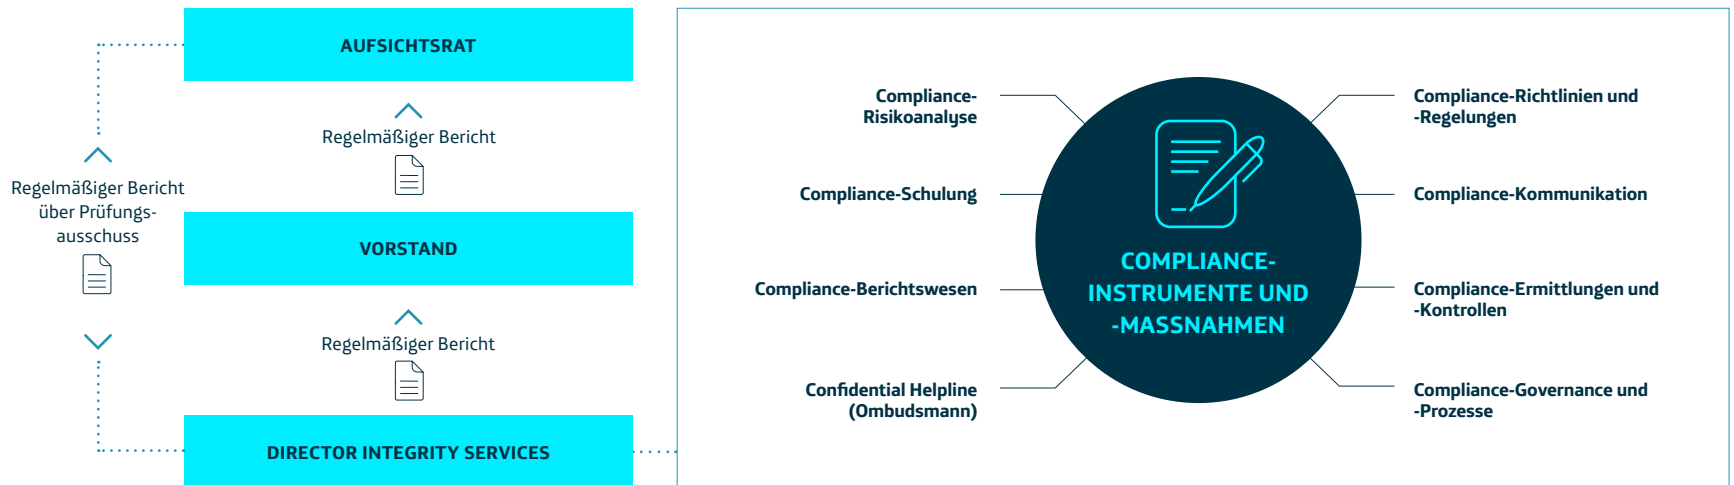 AUFSICHTSRAT
Regelmäßiger Bericht
Regelmäßiger Bericht
über Prüfungs-
ausschuss
VORSTAND
Regelmäßiger Bericht
DIRECTOR INTEGRITY SERVICES
Compliance-
Risikoanalyse
Compliance-Schulung
Compliance-Berichtswesen
Confidential Helpline
(Ombudsmann)
COMPLIANCE-
INSTRUMENTE UND
-MASSNAHMEN
Compliance-Richtlinien und
-Regelungen
Compliance-Kommunikation
Compliance-Ermittlungen und
-Kontrollen
Compliance-Governance und
-Prozesse